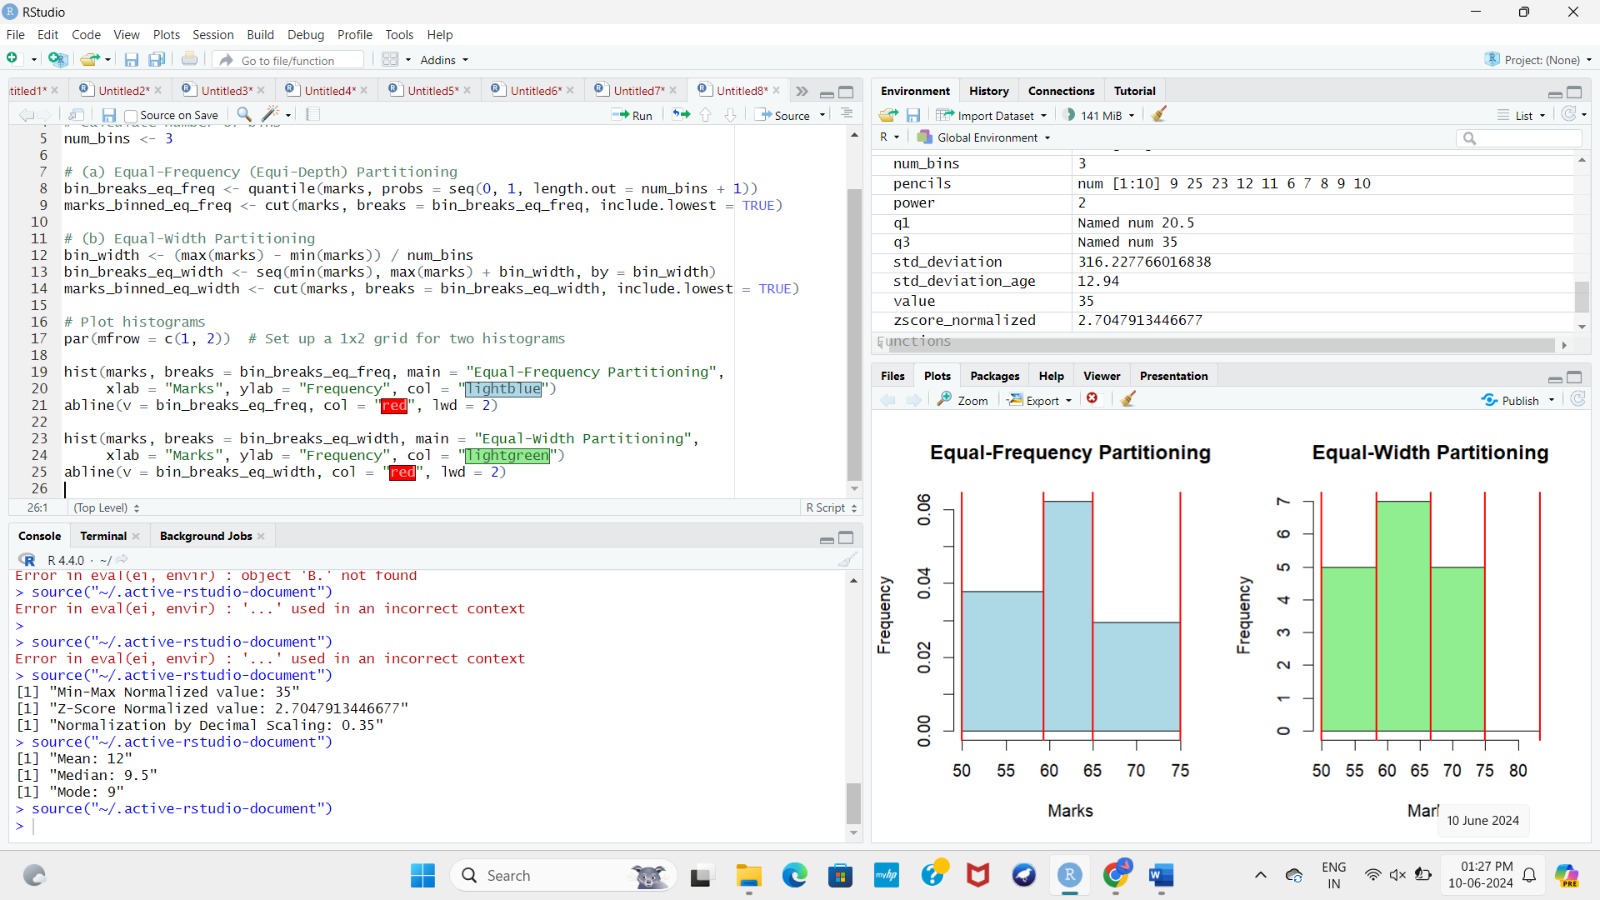 RStudio
File Edit Code View Plots Session Build Debug Profile Tools Help
Go to file/function Addins Project: (None)
titled1* Untitled2* Untitled3* Untitled4* Untitled5* Untitled6* Untitled7* Untitled8*
Source on Save Run Source
5 num_bins <- 3
6
7 # (a) Equal-Frequency (Equi-Depth) Partitioning
8 bin_breaks_eq_freq <- quantile(marks, probs = seq(0, 1, length.out = num_bins + 1))
9 marks_binned_eq_freq <- cut(marks, breaks = bin_breaks_eq_freq, include.lowest = TRUE)
10
11 # (b) Equal-Width Partitioning
12 bin_width <- (max(marks) - min(marks)) / num_bins
13 bin_breaks_eq_width <- seq(min(marks), max(marks) + bin_width, by = bin_width)
14 marks_binned_eq_width <- cut(marks, breaks = bin_breaks_eq_width, include.lowest = TRUE)
15
16 # Plot histograms
17 par(mfrow = c(1, 2)) # Set up a 1x2 grid for two histograms
18
19 hist(marks, breaks = bin_breaks_eq_freq, main = "Equal-Frequency Partitioning",
20 xlab = "Marks", ylab = "Frequency", col = "lightblue")
21 abline(v = bin_breaks_eq_freq, col = "red", lwd = 2)
22
23 hist(marks, breaks = bin_breaks_eq_width, main = "Equal-Width Partitioning",
24 xlab = "Marks", ylab = "Frequency", col = "lightgreen")
25 abline(v = bin_breaks_eq_width, col = "red", lwd = 2)
26
26:1 (Top Level) R Script
Console Terminal Background Jobs
R 4.4.0 · ~/
Error in eval(ei, envir) : object 'B.' not found
> source("~/.active-rstudio-document")
Error in eval(ei, envir) : '...' used in an incorrect context
>
> source("~/.active-rstudio-document")
Error in eval(ei, envir) : '...' used in an incorrect context
> source("~/.active-rstudio-document")
[1] "Min-Max Normalized value: 35"
[1] "Z-Score Normalized value: 2.7047913446677"
[1] "Normalization by Decimal Scaling: 0.35"
> source("~/.active-rstudio-document")
[1] "Mean: 12"
[1] "Median: 9.5"
[1] "Mode: 9"
> source("~/.active-rstudio-document")
>
Environment History Connections Tutorial
Import Dataset 141 MiB List
R Global Environment
num_bins 3
pencils num [1:10] 9 25 23 12 11 6 7 8 9 10
power 2
q1 Named num 20.5
q3 Named num 35
std_deviation 316.227766016838
std_deviation_age 12.94
value 35
zscore_normalized 2.7047913446677
Functions
Files Plots Packages Help Viewer Presentation
Zoom Export Publish
Equal-Frequency Partitioning
Frequency
0.06
0.04
0.02
0.00
50 55 60 65 70 75
Marks
Equal-Width Partitioning
Frequency
7
6
5
4
3
2
1
0
50 55 60 65 70 75 80
Mar
10 June 2024
Search
myhp
ENG
IN
01:27 PM
10-06-2024
PRE